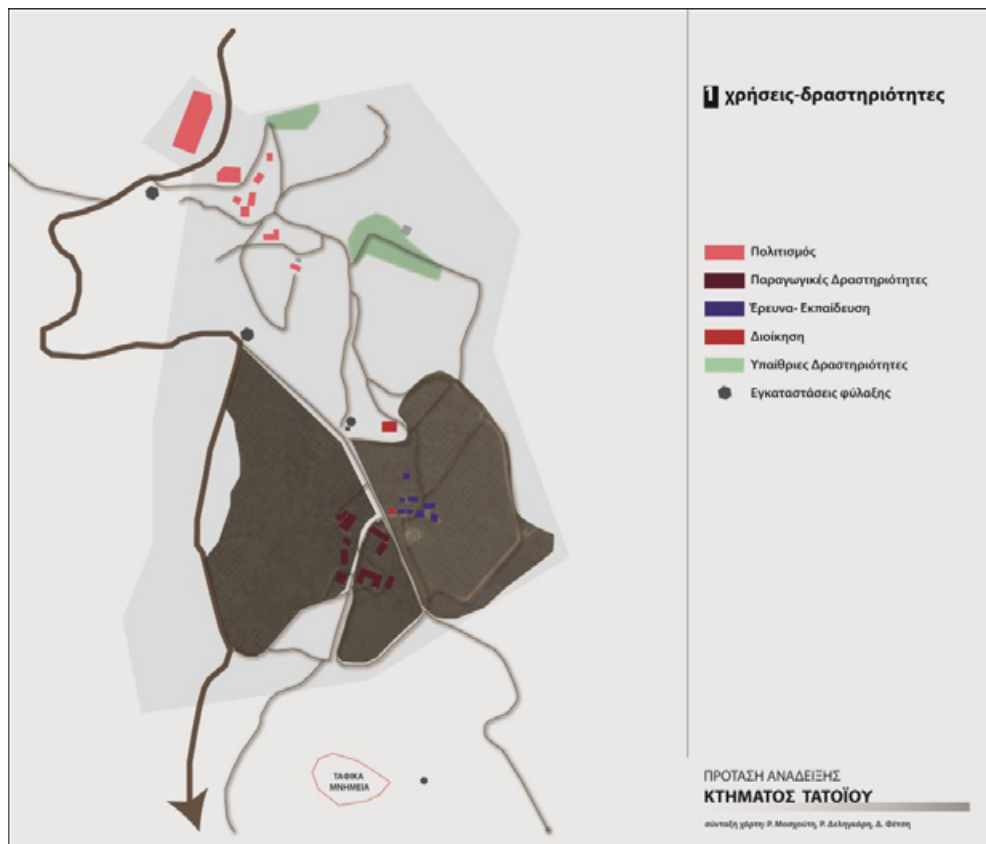 1 χρήσεις-δραστηριότητες
Πολιτισμός
Παραγωγικές Δραστηριότητες
Έρευνα- Εκπαίδευση
Διοίκηση
Υπαίθριες Δραστηριότητες
Εγκαταστάσεις φύλαξης
ΤΑΦΙΚΑ
ΜΝΗΜΕΙΑ
ΠΡΟΤΑΣΗ ΑΝΑΔΕΙΞΗΣ
ΚΤΗΜΑΤΟΣ ΤΑΤΟΪΟΥ
σύνταξη χάρτη: Ρ. Μοσχούτη, Ρ. Δεληγκάρη, Δ. Φέτση